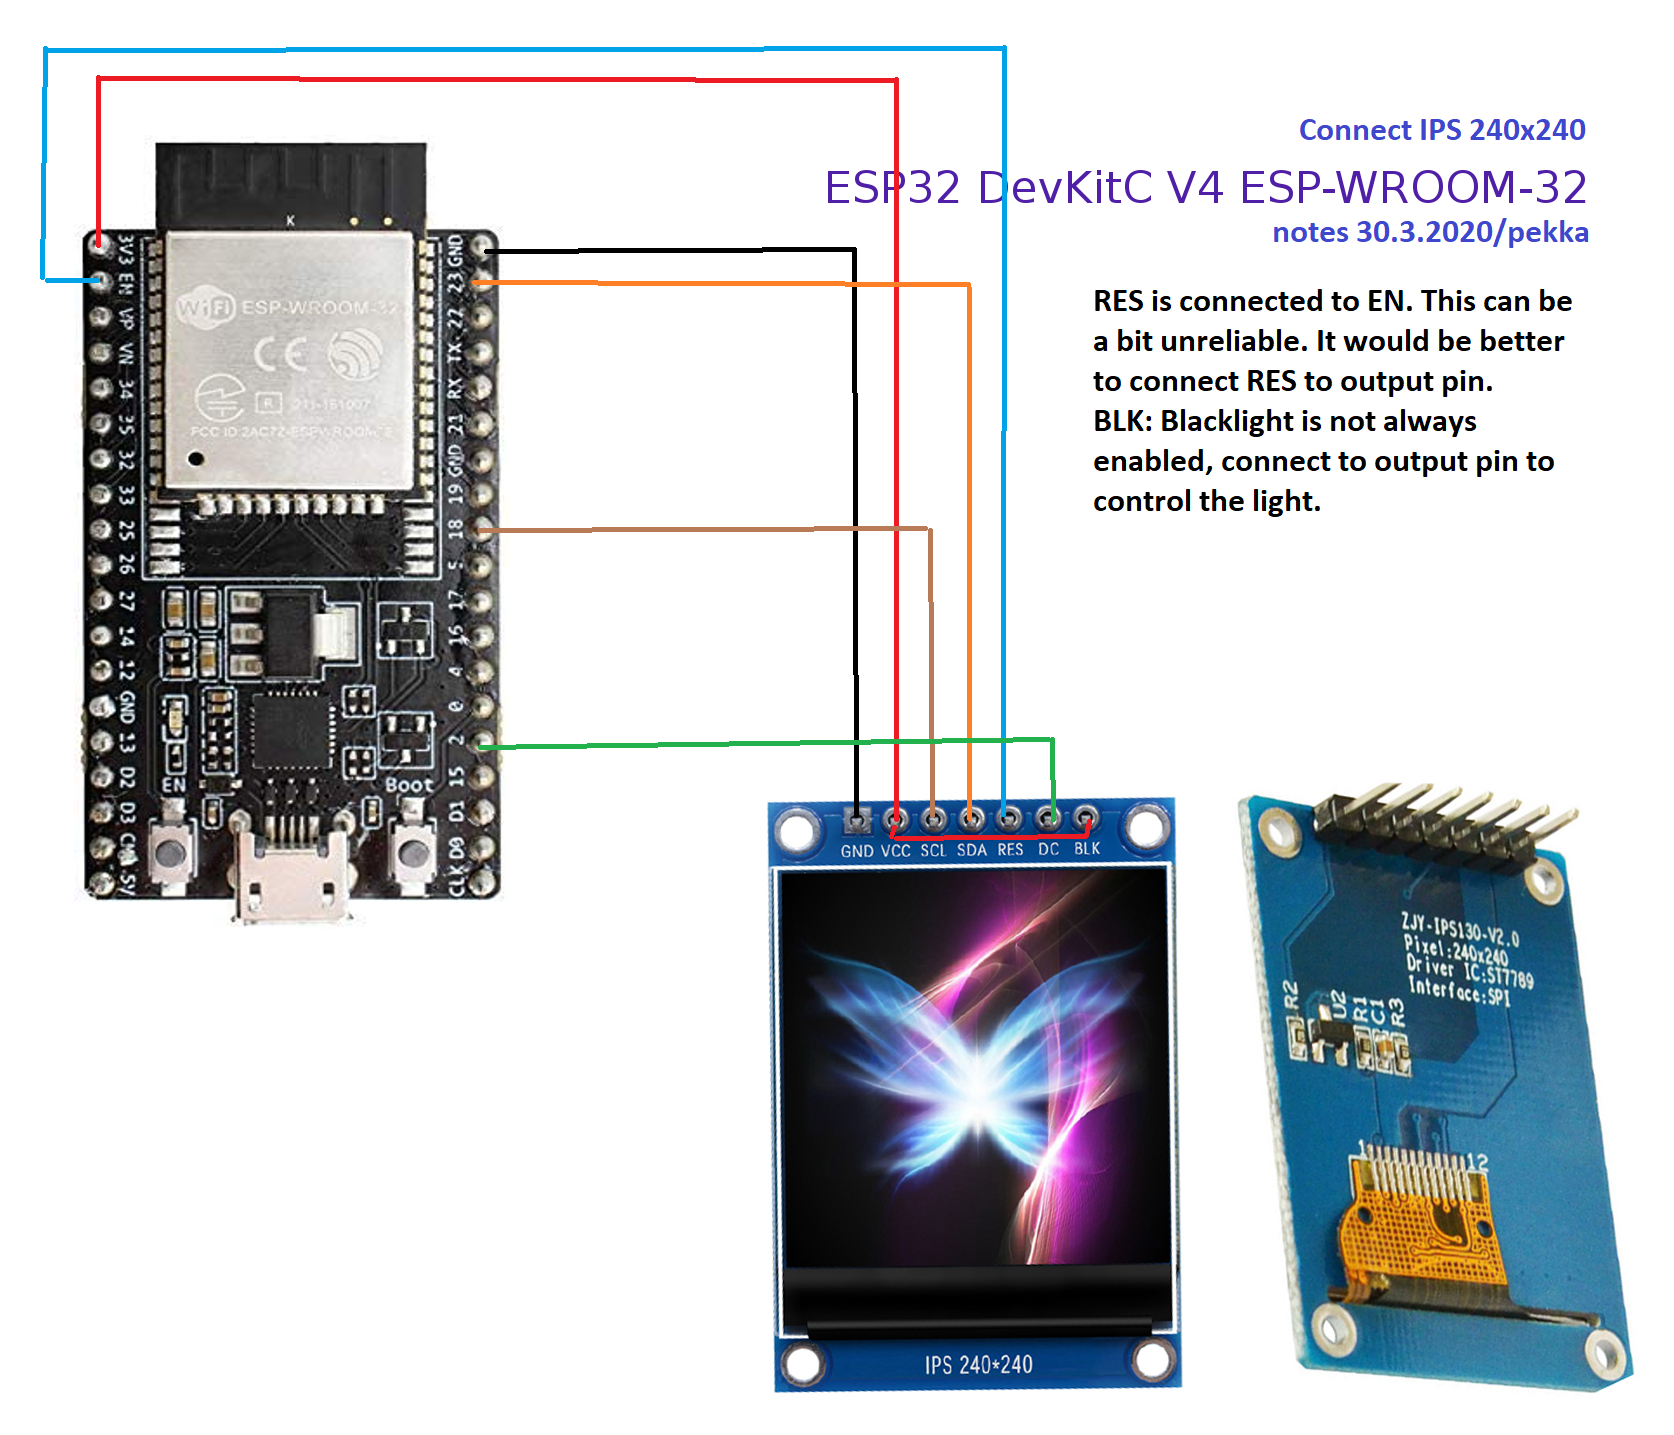 Connect IPS 240x240
ESP32 DevKitC V4 ESP-WROOM-32
notes 30.3.2020/pekka
RES is connected to EN. This can be
a bit unreliable. It would be better
to connect RES to output pin.
BLK: Blacklight is not always
enabled, connect to output pin to
control the light.
K
WiFi ESP-WROOM-32
CE
R
FCC ID
3V3
EN
VP
VN
34
35
32
33
25
26
27
14
12
GND
13
D2
D3
5V
GND
23
22
TX
RX
21
GND
19
18
5
17
16
4
0
2
15
D1
D0
CLK
EN
Boot
GND VCC SCL SDA RES DC BLK
IPS 240*240
ZJY-IPS130-V2.0
Pixel:240x240
Driver IC:ST7789
Interface:SPI
R2
U2
R1
C1
R3
1
12